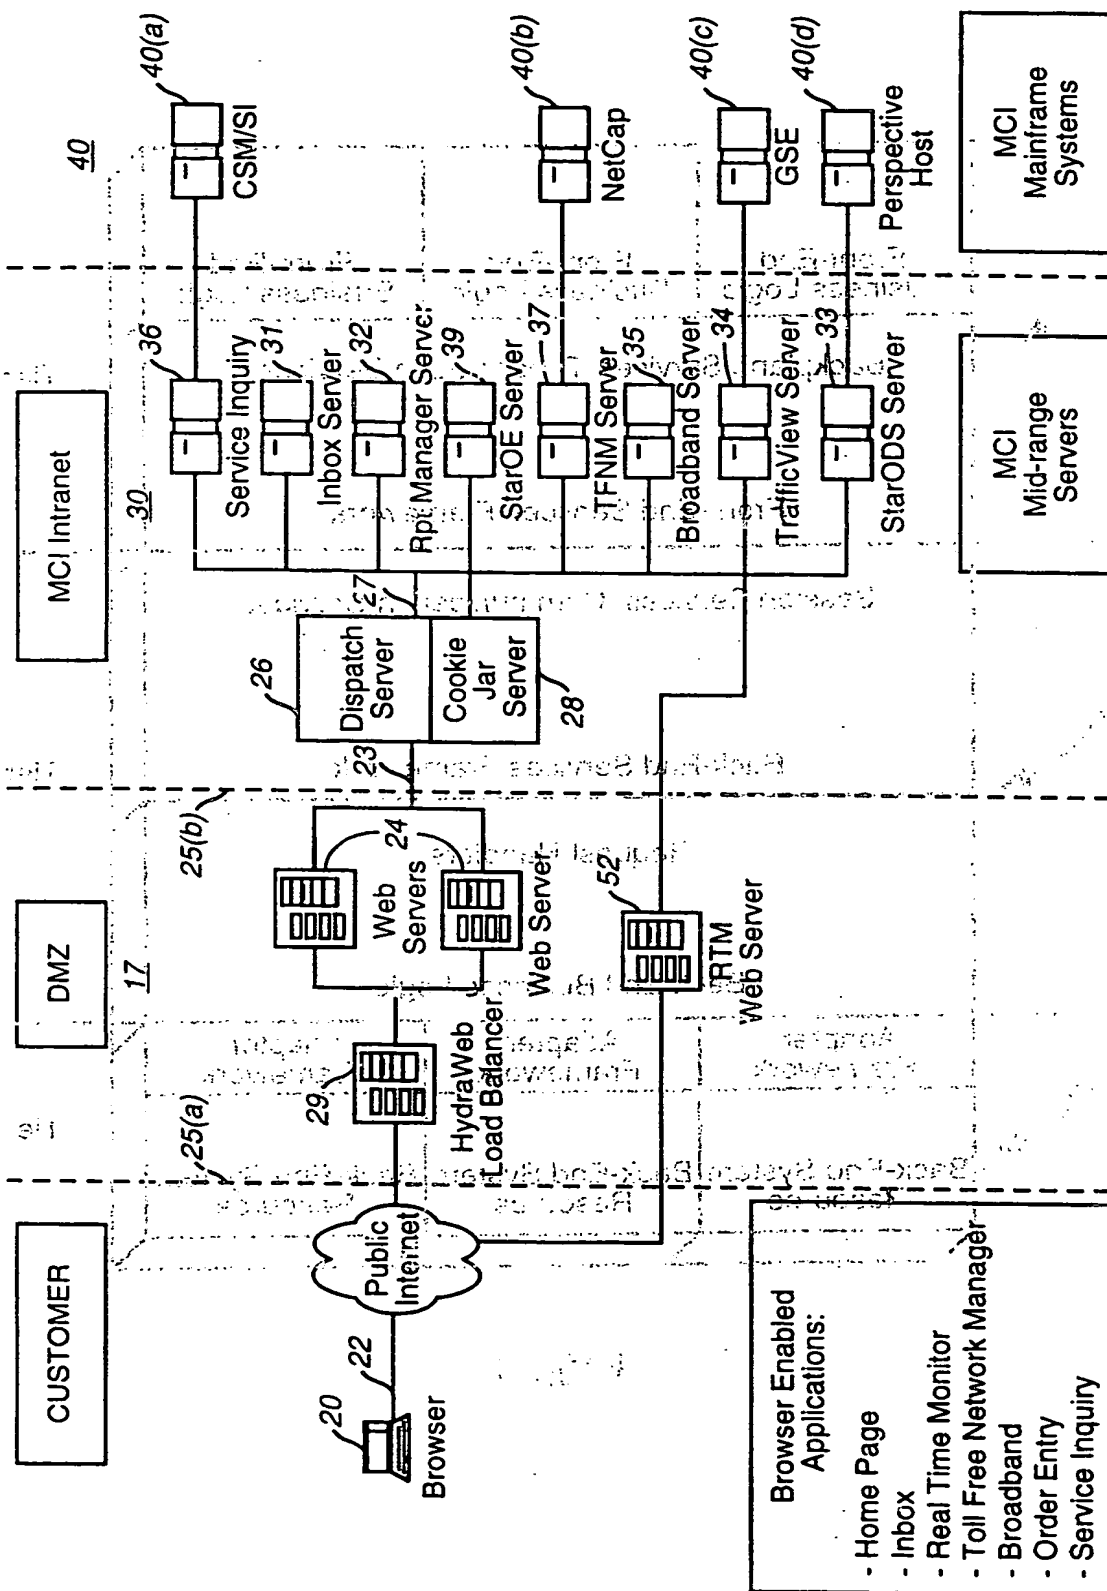 CUSTOMER
DMZ
MCI Intranet
25(a)
25(b)
17
30
40
20
22
Browser
Public
Internet
29
HydraWeb
Load Balancer
24
Web
Servers
Web Server
52
RTM
Web Server
23
26
Dispatch
Server
27
Cookie
Jar
Server
28
36
Service Inquiry
31
Inbox Server
32
Rpt Manager Server
39
StarOE Server
37
TFNM Server
35
Broadband Server
34
TrafficView Server
33
StarODS Server
40(a)
CSM/SI
40(b)
NetCap
40(c)
GSE
40(d)
Perspective
Host
Browser Enabled
Applications:
- Home Page
- Inbox
- Real Time Monitor
- Toll Free Network Manager
- Broadband
- Order Entry
- Service Inquiry
MCI
Mid-range
Servers
MCI
Mainframe
Systems